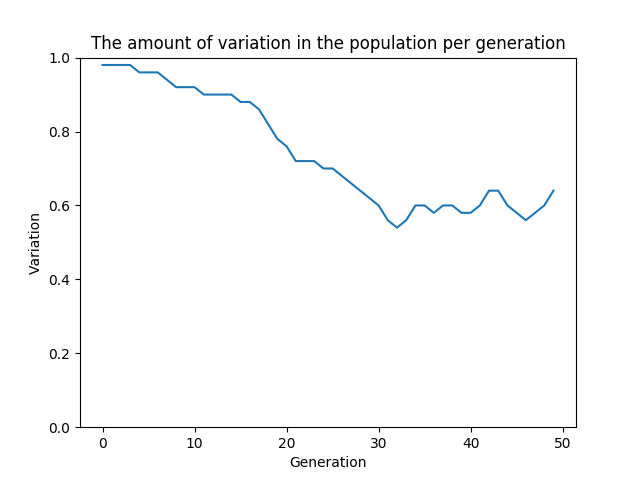 The amount of variation in the population per generation
1.0
0.8
0.6
0.4
0.2
0.0
Variation
0 10 20 30 40 50
Generation